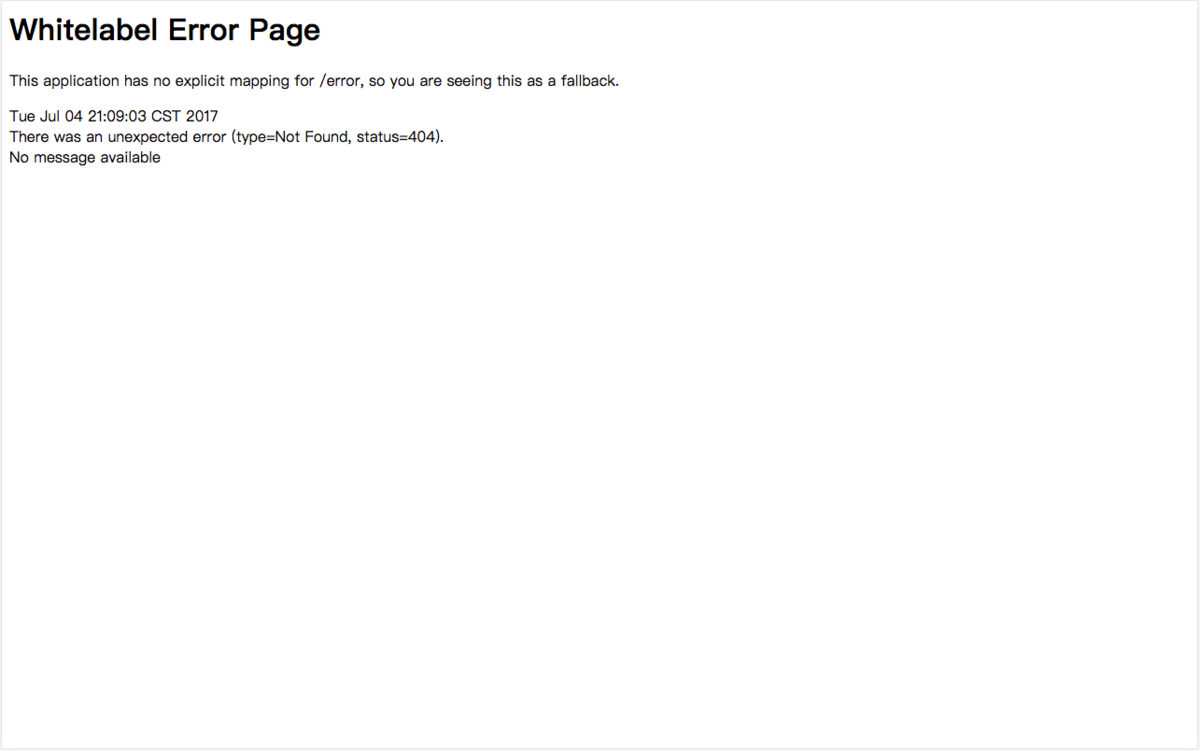 Whitelabel Error Page
This application has no explicit mapping for /error, so you are seeing this as a fallback.
Tue Jul 04 21:09:03 CST 2017
There was an unexpected error (type=Not Found, status=404).
No message available